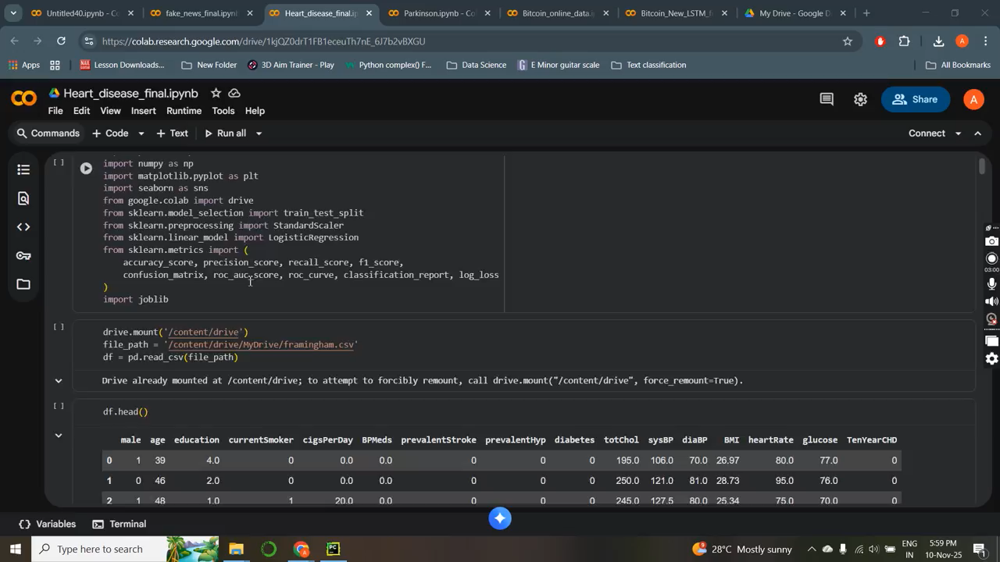 Untitled40.ipynb - Co
fake_news_final.ipynb
Heart_disease_final.ip
Parkinson.ipynb - Co
Bitcoin_online_data.i
Bitcoin_New_LSTM_f
My Drive - Google D
https://colab.research.google.com/drive/1kjQZ0drT1FB1eceuTh7nE_6J7b2vBXGU
Apps
Lesson Downloads...
New Folder
3D Aim Trainer - Play
Python complex() F...
Data Science
E Minor guitar scale
Text classification
All Bookmarks
Heart_disease_final.ipynb
File Edit View Insert Runtime Tools Help
Share
A
Commands + Code + Text Run all
Connect
[ ]
import numpy as np
import matplotlib.pyplot as plt
import seaborn as sns
from google.colab import drive
from sklearn.model_selection import train_test_split
from sklearn.preprocessing import StandardScaler
from sklearn.linear_model import LogisticRegression
from sklearn.metrics import (
accuracy_score, precision_score, recall_score, f1_score,
confusion_matrix, roc_auc_score, roc_curve, classification_report, log_loss
)
import joblib
[ ]
drive.mount('/content/drive')
file_path = '/content/drive/MyDrive/framingham.csv'
df = pd.read_csv(file_path)
Drive already mounted at /content/drive; to attempt to forcibly remount, call drive.mount("/content/drive", force_remount=True).
[ ]
df.head()
male age education currentSmoker cigsPerDay BPMeds prevalentStroke prevalentHyp diabetes totChol sysBP diaBP BMI heartRate glucose TenYearCHD
0 1 39 4.0 0 0.0 0.0 0 0 0 195.0 106.0 70.0 26.97 80.0 77.0 0
1 0 46 2.0 0 0.0 0.0 0 0 0 250.0 121.0 81.0 28.73 95.0 76.0 0
2 1 48 1.0 1 20.0 0.0 0 0 0 245.0 127.5 80.0 25.34 75.0 70.0 0
03:00
Variables Terminal
Type here to search
28°C Mostly sunny
ENG
IN
5:59 PM
10-Nov-25